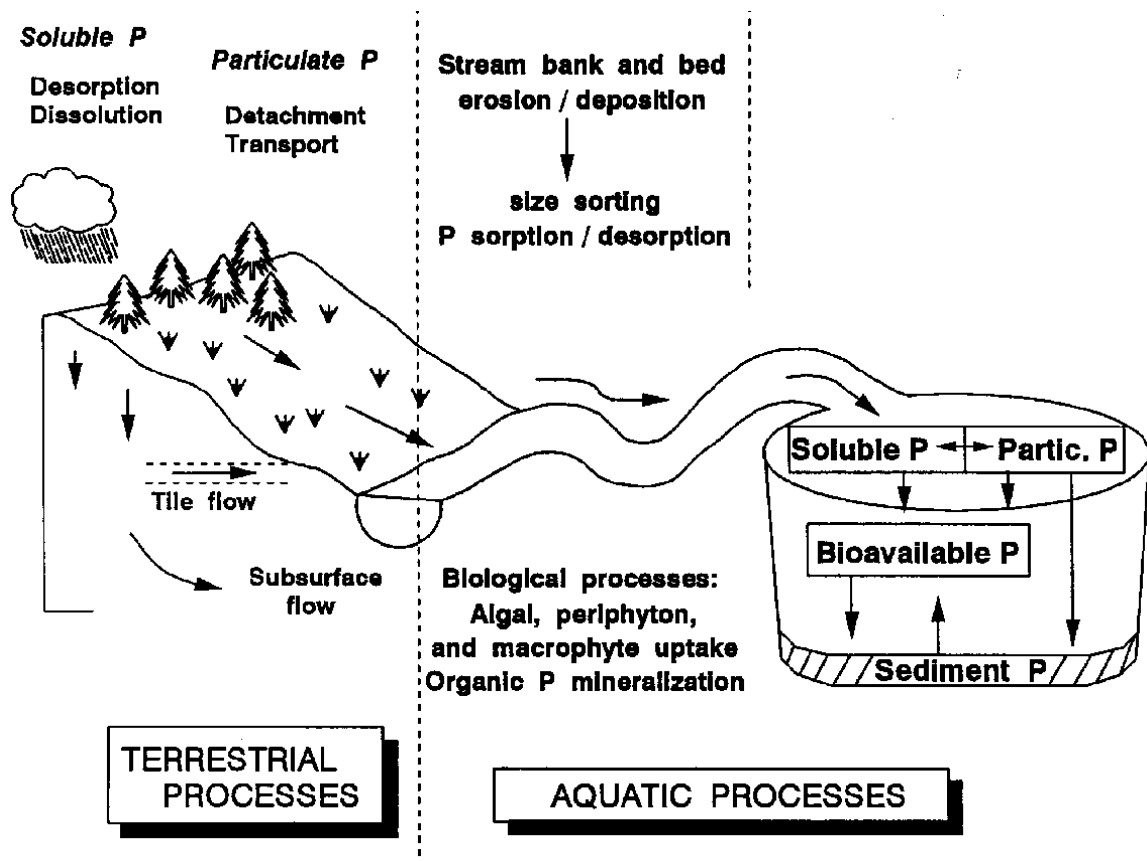 Soluble P
Desorption
Dissolution
Particulate P
Detachment
Transport
Stream bank and bed
erosion / deposition
size sorting
P sorption / desorption
Tile flow
Subsurface
flow
Biological processes:
Algal, periphyton,
and macrophyte uptake
Organic P mineralization
Soluble P
Partic. P
Bioavailable P
Sediment P
TERRESTRIAL
PROCESSES
AQUATIC PROCESSES